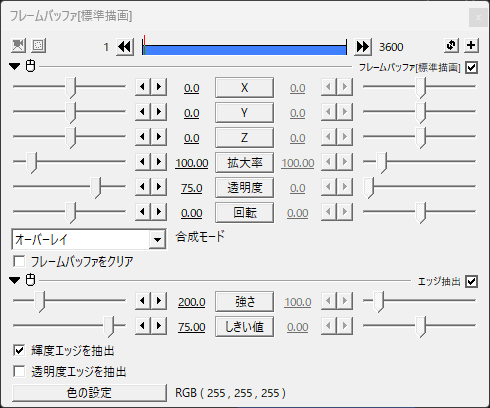 フレームバッファ[標準描画]
1 3600
フレームバッファ[標準描画]
0.0 X 0.0
0.0 Y 0.0
0.0 Z 0.0
100.00 拡大率 100.00
75.0 透明度 0.0
0.00 回転 0.00
オーバーレイ 合成モード
フレームバッファをクリア
エッジ抽出
200.0 強さ 100.0
75.00 しきい値 0.00
輝度エッジを抽出
透明度エッジを抽出
色の設定 RGB ( 255 , 255 , 255 )